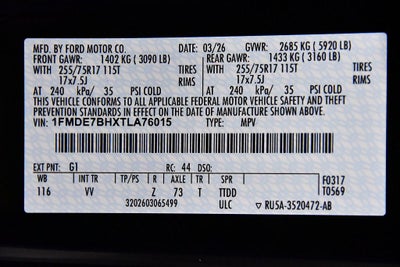 MFD. BY FORD MOTOR CO. DATE: 03/26 GVWR: 2685 KG ( 5920 LB)
FRONT GAWR: 1402 KG ( 3090 LB) REAR GAWR: 1433 KG ( 3160 LB)
WITH 255/75R17 115T WITH 255/75R17 115T TIRES
17x7.5J 17x7.5J RIMS
AT 240 kPa/ 35 PSI COLD AT 240 kPa/ 35 PSI COLD
THIS VEHICLE CONFORMS TO ALL APPLICABLE FEDERAL MOTOR VEHICLE SAFETY AND THEFT
PREVENTION STANDARDS IN EFFECT ON THE DATE OF MANUFACTURE SHOWN ABOVE.
VIN: 1FMDE7BHXTLA76015 TYPE: MPV
EXT PNT: G1 RC: 44 DSO: F0317
WB INT TR TP/PS R AXLE TR SPR T0569
116 VV Z 73 T TTDD
3202603065499 ULC RU5A-3520472-AB